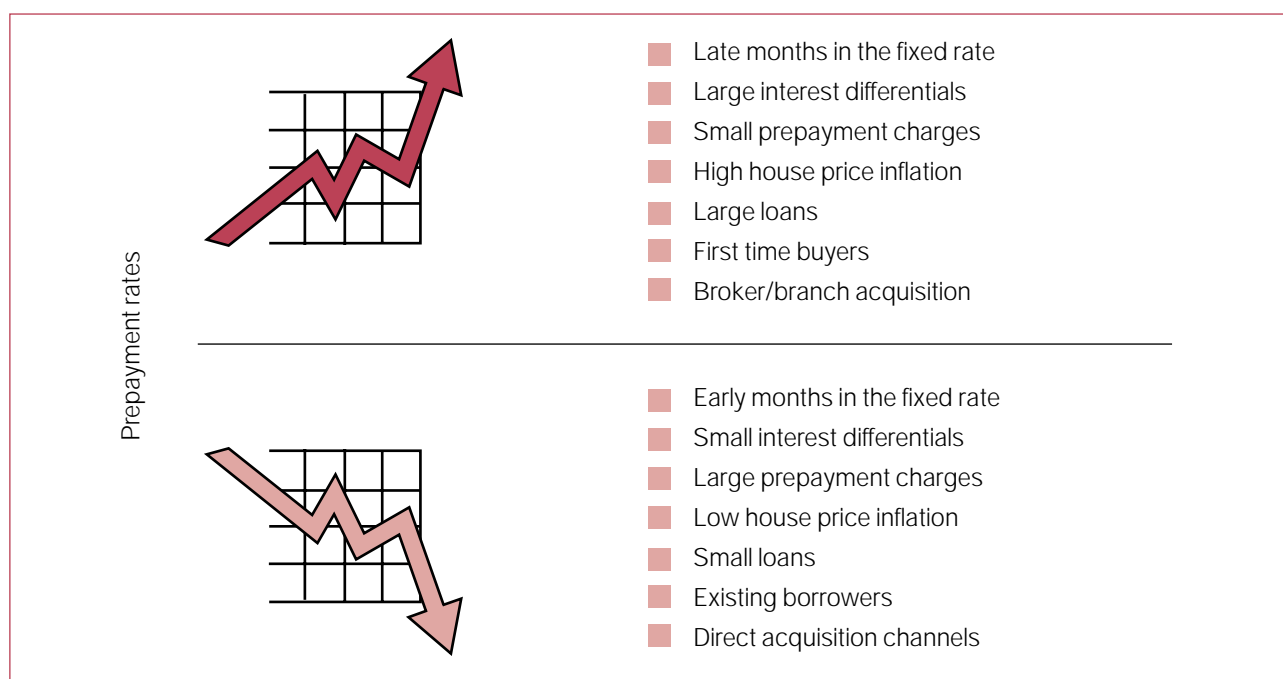 Prepayment rates
Late months in the fixed rate
Large interest differentials
Small prepayment charges
High house price inflation
Large loans
First time buyers
Broker/branch acquisition
Early months in the fixed rate
Small interest differentials
Large prepayment charges
Low house price inflation
Small loans
Existing borrowers
Direct acquisition channels